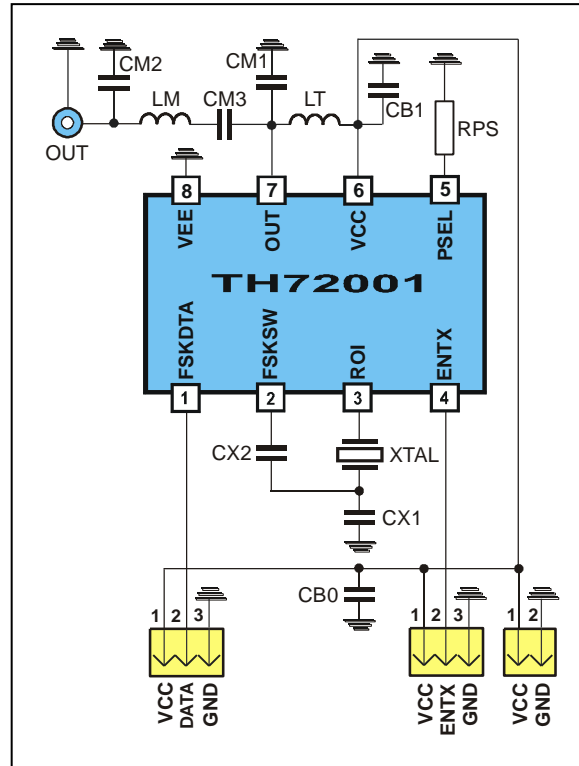 CM2
CM1
LM
CM3
LT
CB1
RPS
OUT
8 7 6 5
VEE OUT VCC PSEL
TH72001
FSKDTA FSKSW ROI ENTX
1 2 3 4
CX2
XTAL
CX1
CB0
1 2 3
1 2 3
1 2
VCC DATA GND
VCC ENTX GND
VCC GND